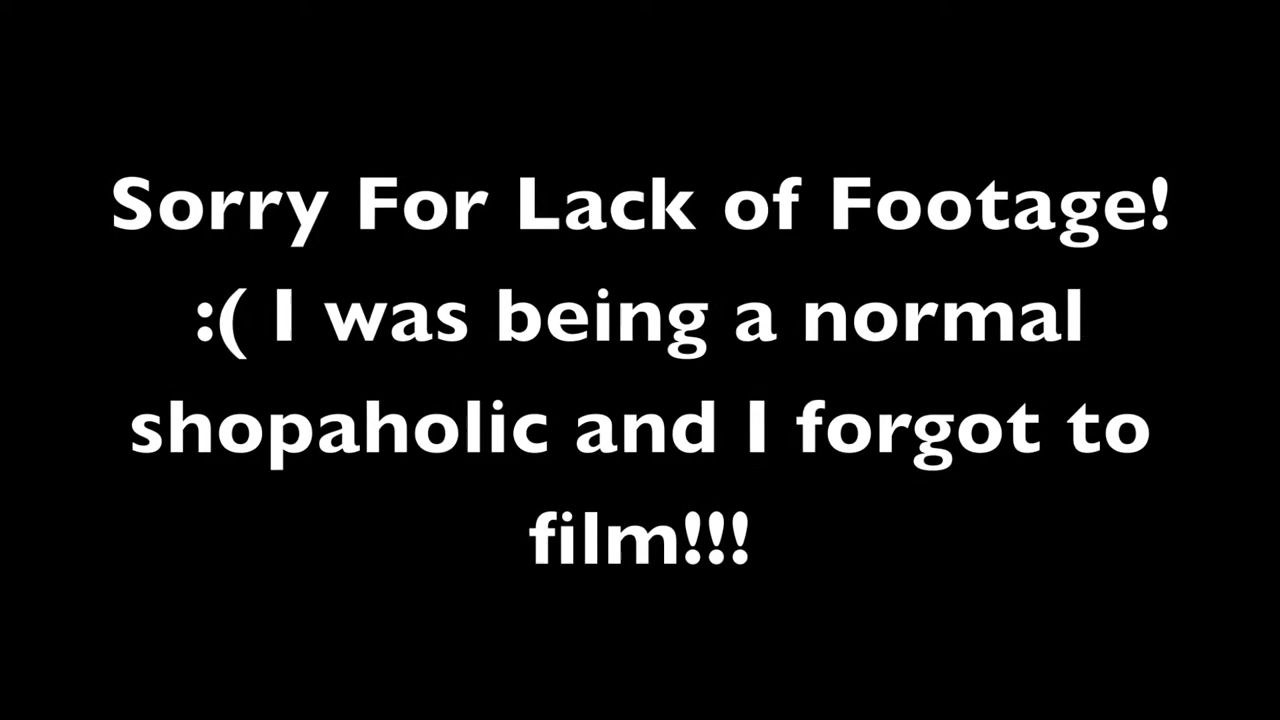 Sorry For Lack of Footage!
:( I was being a normal
shopaholic and I forgot to
film!!!